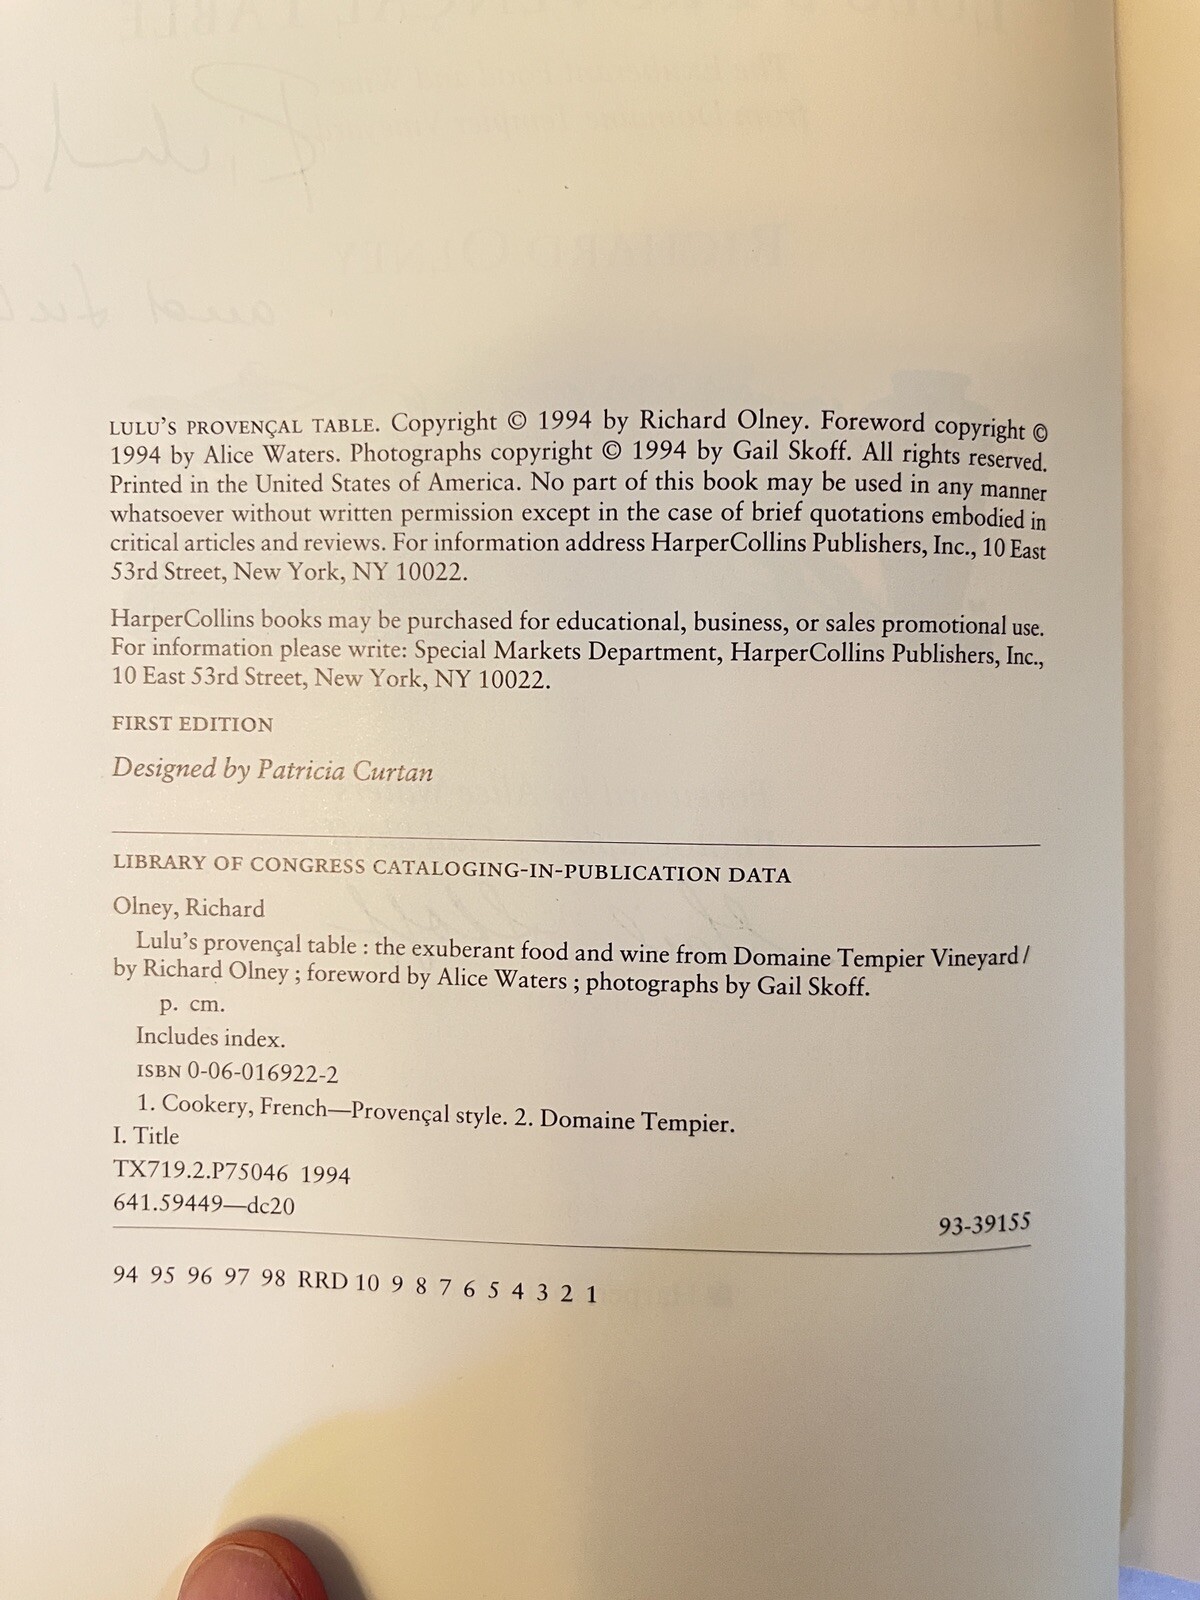 LULU'S PROVENÇAL TABLE. Copyright © 1994 by Richard Olney. Foreword copyright ©
1994 by Alice Waters. Photographs copyright © 1994 by Gail Skoff. All rights reserved.
Printed in the United States of America. No part of this book may be used in any manner
whatsoever without written permission except in the case of brief quotations embodied in
critical articles and reviews. For information address HarperCollins Publishers, Inc., 10 East
53rd Street, New York, NY 10022.
HarperCollins books may be purchased for educational, business, or sales promotional use.
For information please write: Special Markets Department, HarperCollins Publishers, Inc.,
10 East 53rd Street, New York, NY 10022.
FIRST EDITION
Designed by Patricia Curtan
LIBRARY OF CONGRESS CATALOGING-IN-PUBLICATION DATA
Olney, Richard
Lulu's provençal table : the exuberant food and wine from Domaine Tempier Vineyard /
by Richard Olney ; foreword by Alice Waters ; photographs by Gail Skoff.
p. cm.
Includes index.
ISBN 0-06-016922-2
1. Cookery, French—Provençal style. 2. Domaine Tempier.
I. Title
TX719.2.P75046 1994
641.59449—dc20
93-39155
94 95 96 97 98 RRD 10 9 8 7 6 5 4 3 2 1